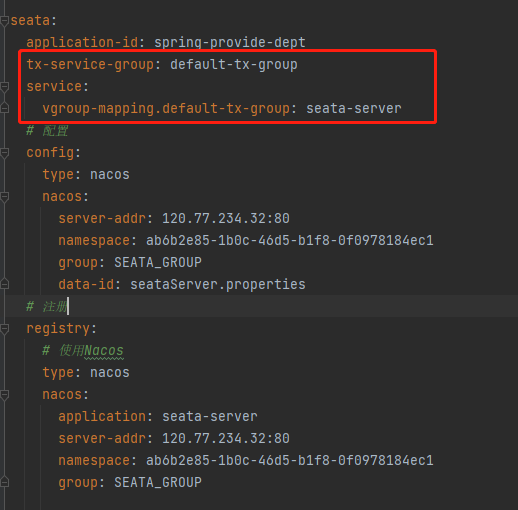 seata:
  application-id: spring-provide-dept
  tx-service-group: default-tx-group
  service:
    vgroup-mapping.default-tx-group: seata-server
  # 配置
  config:
    type: nacos
    nacos:
      server-addr: 120.77.234.32:80
      namespace: ab6b2e85-1b0c-46d5-b1f8-0f0978184ec1
      group: SEATA_GROUP
      data-id: seataServer.properties
  # 注册
  registry:
    # 使用Nacos
    type: nacos
    nacos:
      application: seata-server
      server-addr: 120.77.234.32:80
      namespace: ab6b2e85-1b0c-46d5-b1f8-0f0978184ec1
      group: SEATA_GROUP